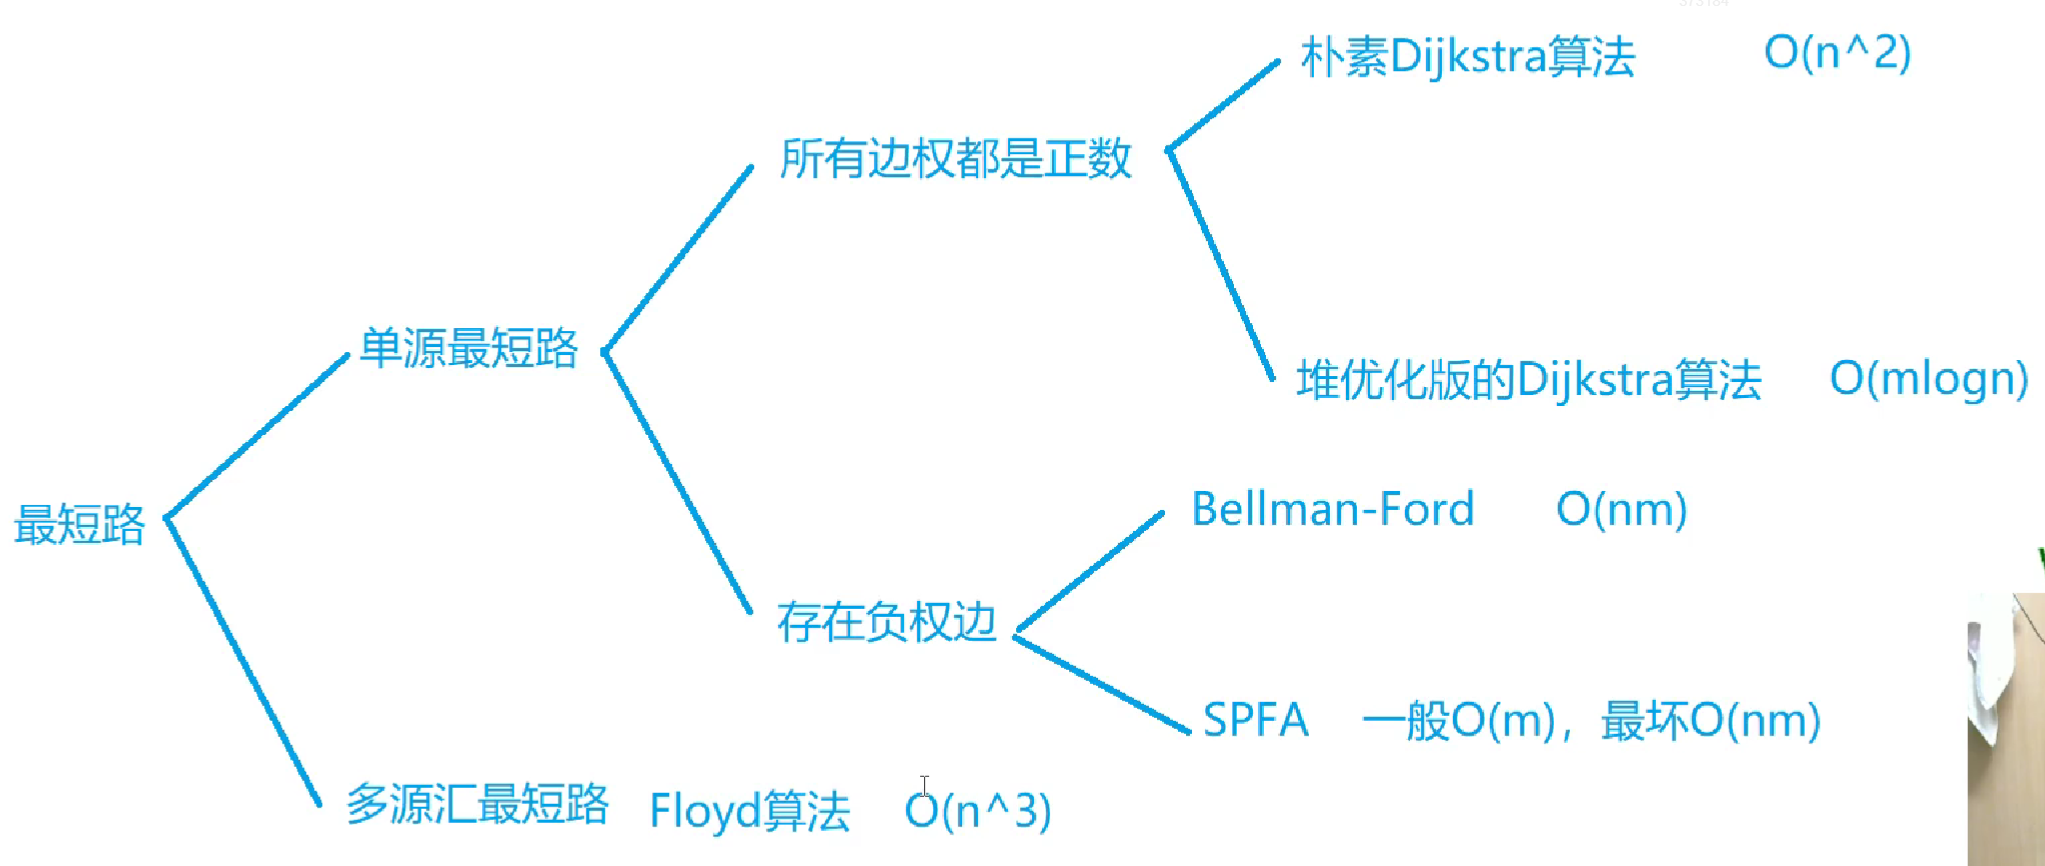 朴素Dijkstra算法 O(n^2)
所有边权都是正数
单源最短路
堆优化版的Dijkstra算法 O(mlogn)
最短路
Bellman-Ford O(nm)
存在负权边
SPFA 一般O(m)，最坏O(nm)
多源汇最短路 Floyd算法 O(n^3)